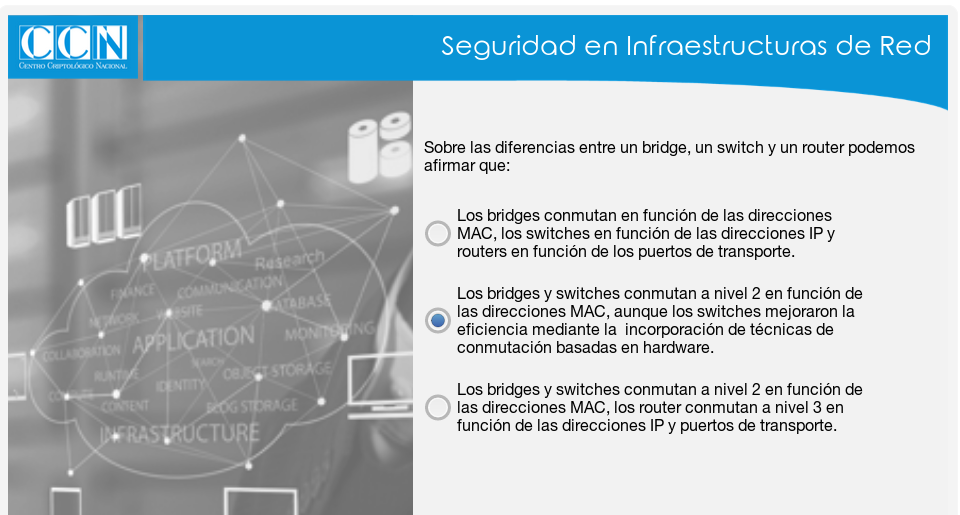 CCN
CENTRO CRIPTOLÓGICO NACIONAL
Seguridad en Infraestructuras de Red
Sobre las diferencias entre un bridge, un switch y un router podemos
afirmar que:
Los bridges conmutan en función de las direcciones
MAC, los switches en función de las direcciones IP y
routers en función de los puertos de transporte.
Los bridges y switches conmutan a nivel 2 en función de
las direcciones MAC, aunque los switches mejoraron la
eficiencia mediante la  incorporación de técnicas de
conmutación basadas en hardware.
Los bridges y switches conmutan a nivel 2 en función de
las direcciones MAC, los router conmutan a nivel 3 en
función de las direcciones IP y puertos de transporte.
PLATFORM
Research
FINANCE
COMMUNICATION
DATABASE
NETWORK
WEBSITE
APPLICATION
MONITORING
COLLABORATION
SEARCH
RUNTIME
IDENTITY
OBJECT STORAGE
COMPUTE
CONTENT
BLOG STORAGE
INFRASTRUCTURE